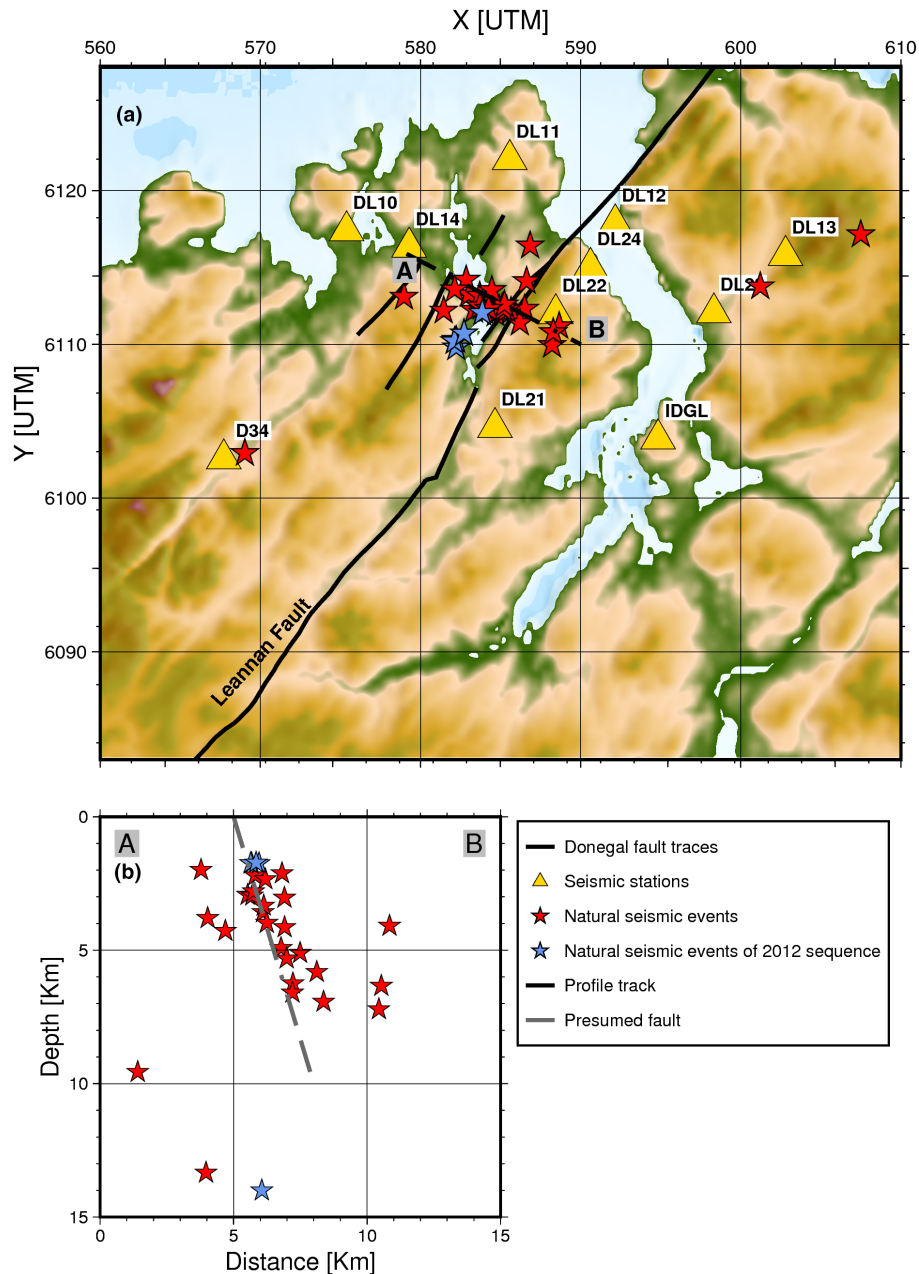 X [UTM]
560 570 580 590 600 610
(a)
DL11
6120
DL10
DL12
DL14
DL13
DL24
A
DL22
DL2
B
6110
Y [UTM]
DL21
IDGL
D34
6100
Leannan Fault
6090
0
A B
(b)
5
Depth [Km]
10
15
0 5 10 15
Distance [Km]
Donegal fault traces
Seismic stations
Natural seismic events
Natural seismic events of 2012 sequence
Profile track
Presumed fault